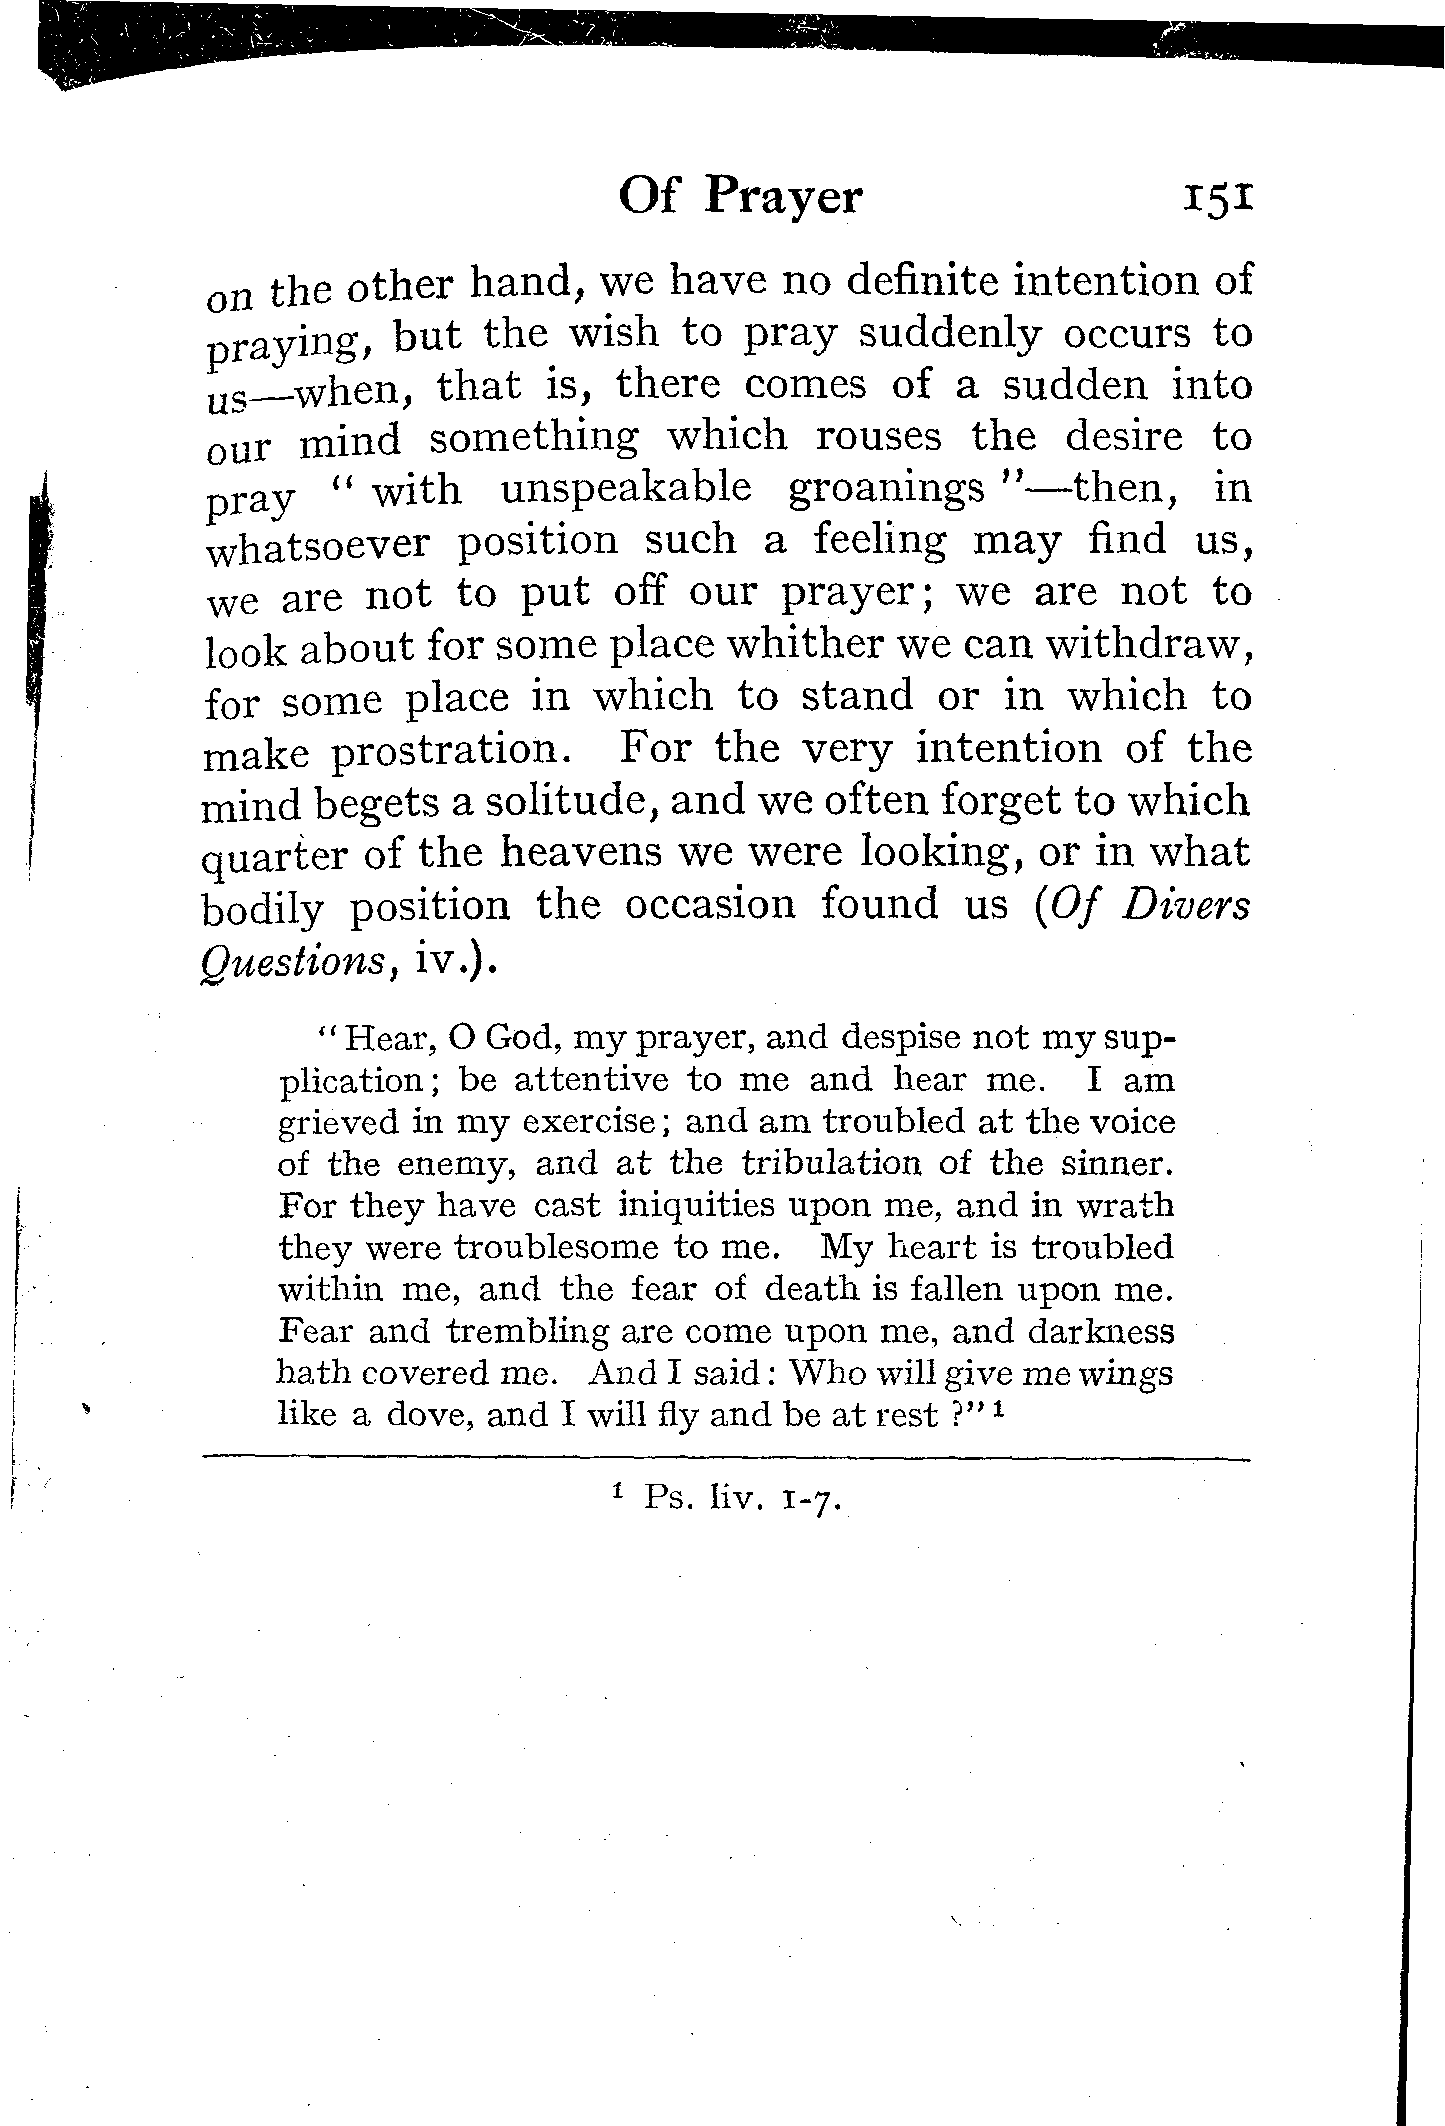 Of Prayer 151
on the other hand, we have no definite intention of
praying, but the wish to pray suddenly occurs to
us—when, that is, there comes of a sudden into
our mind something which rouses the desire to
pray “ with unspeakable groanings ”—then, in
whatsoever position such a feeling may find us,
we are not to put off our prayer; we are not to
look about for some place whither we can withdraw,
for some place in which to stand or in which to
make prostration. For the very intention of the
mind begets a solitude, and we often forget to which
quarter of the heavens we were looking, or in what
bodily position the occasion found us (Of Divers
Questions, iv.).
“Hear, O God, my prayer, and despise not my sup-
plication; be attentive to me and hear me. I am
grieved in my exercise; and am troubled at the voice
of the enemy, and at the tribulation of the sinner.
For they have cast iniquities upon me, and in wrath
they were troublesome to me. My heart is troubled
within me, and the fear of death is fallen upon me.
Fear and trembling are come upon me, and darkness
hath covered me. And I said: Who will give me wings
like a dove, and I will fly and be at rest ?” 1
1 Ps. liv. 1-7.